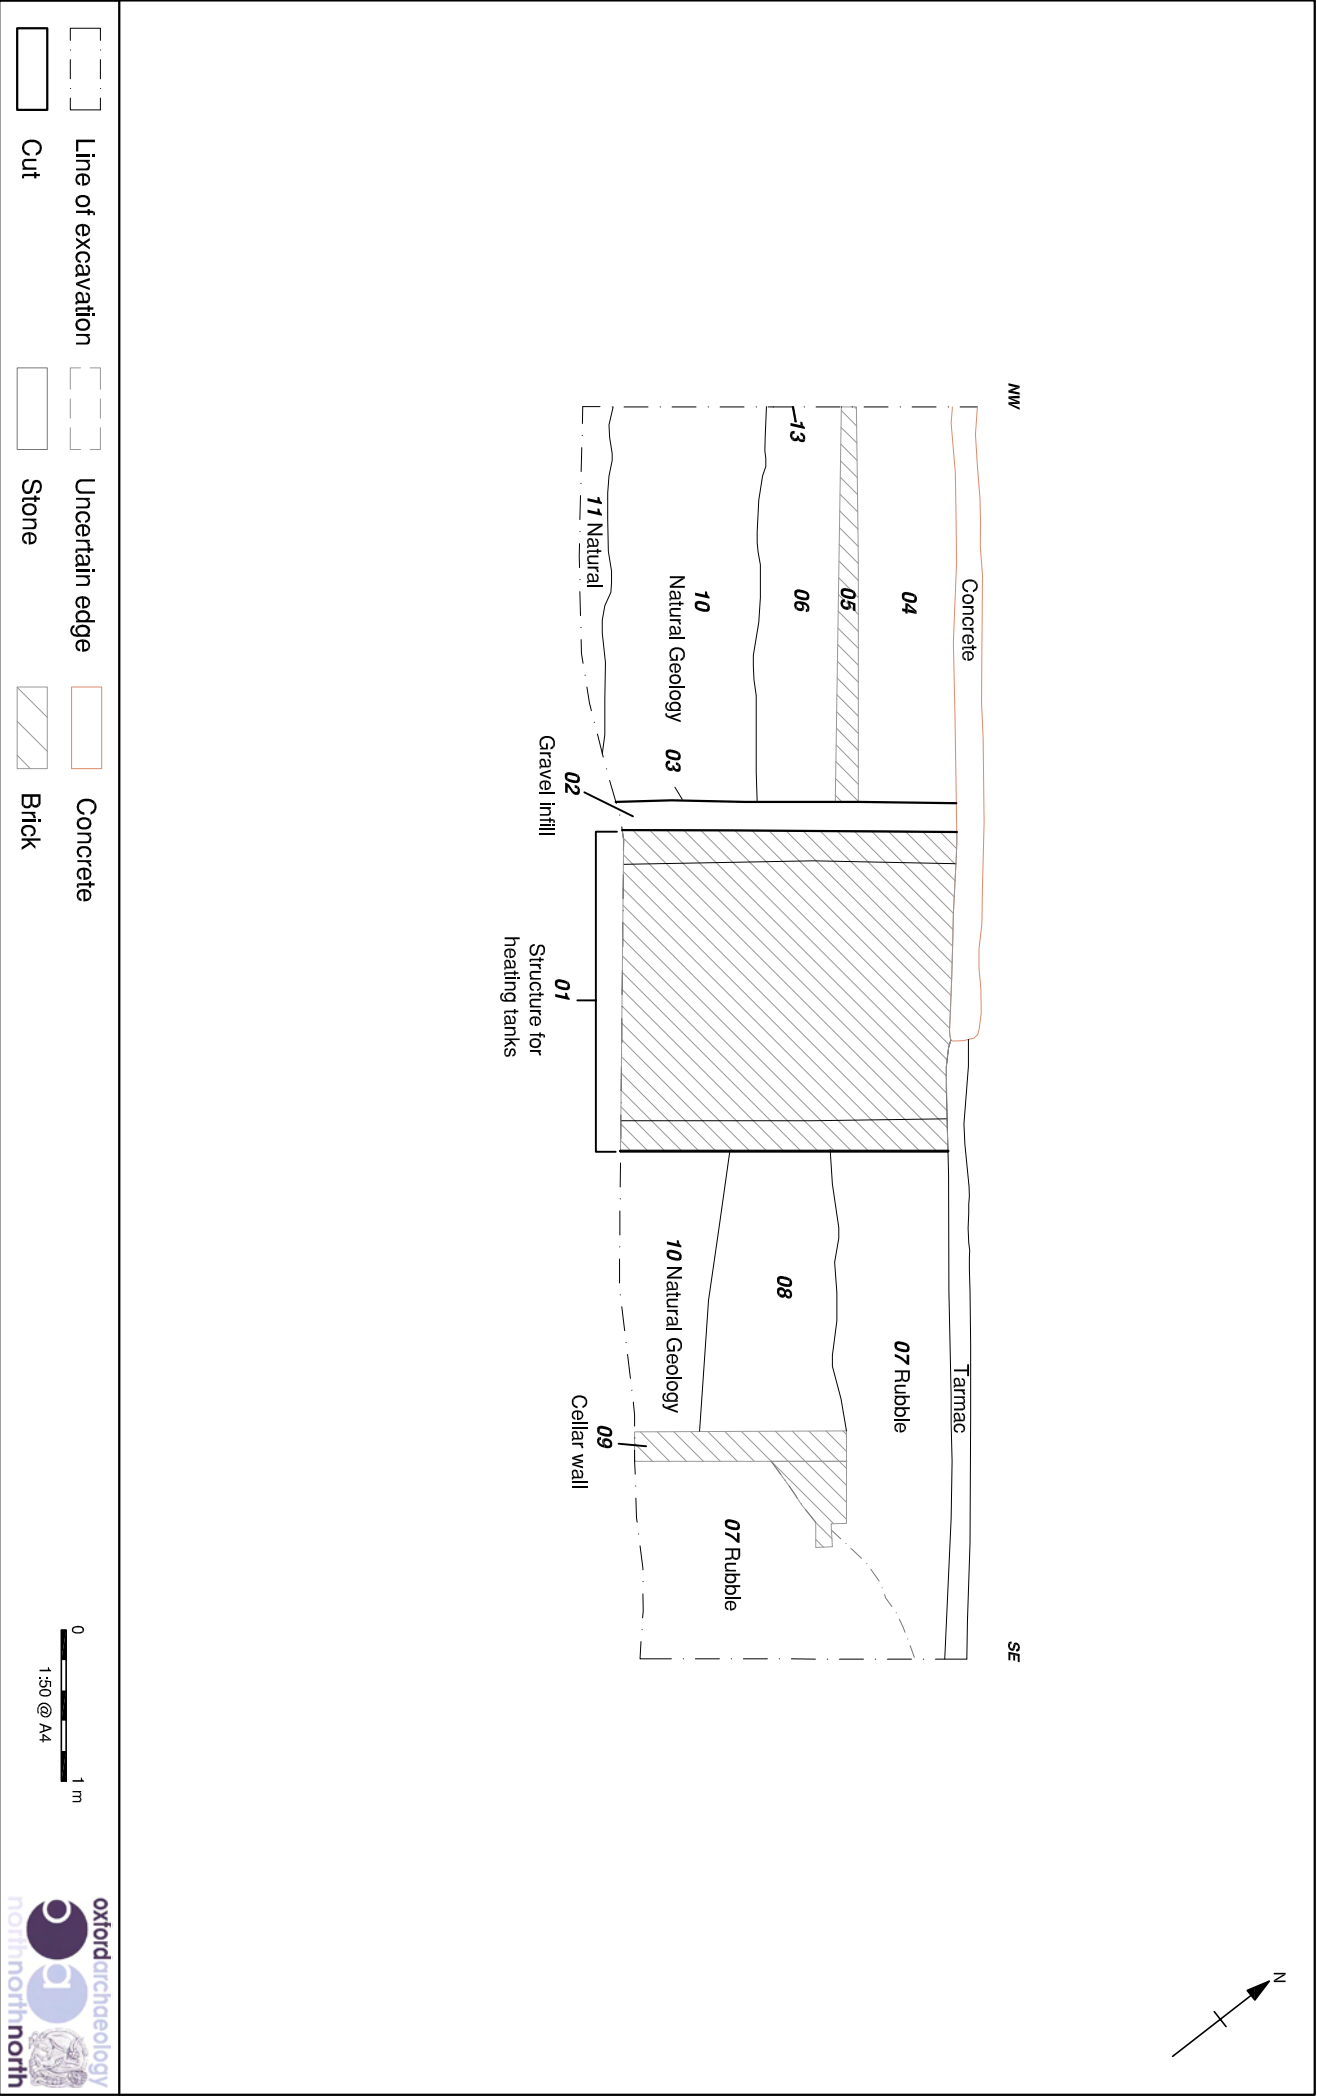 N
NW
SE
Concrete
Tarmac
04
07 Rubble
05
13
06
08
10
Natural Geology
03
10 Natural Geology
07 Rubble
11 Natural
02
Gravel infill
09
Cellar wall
01
Structure for
heating tanks
Line of excavation
Uncertain edge
Concrete
Cut
Stone
Brick
0
1 m
1:50 @ A4
oxfordarchaeology
oa
northnorthnorth